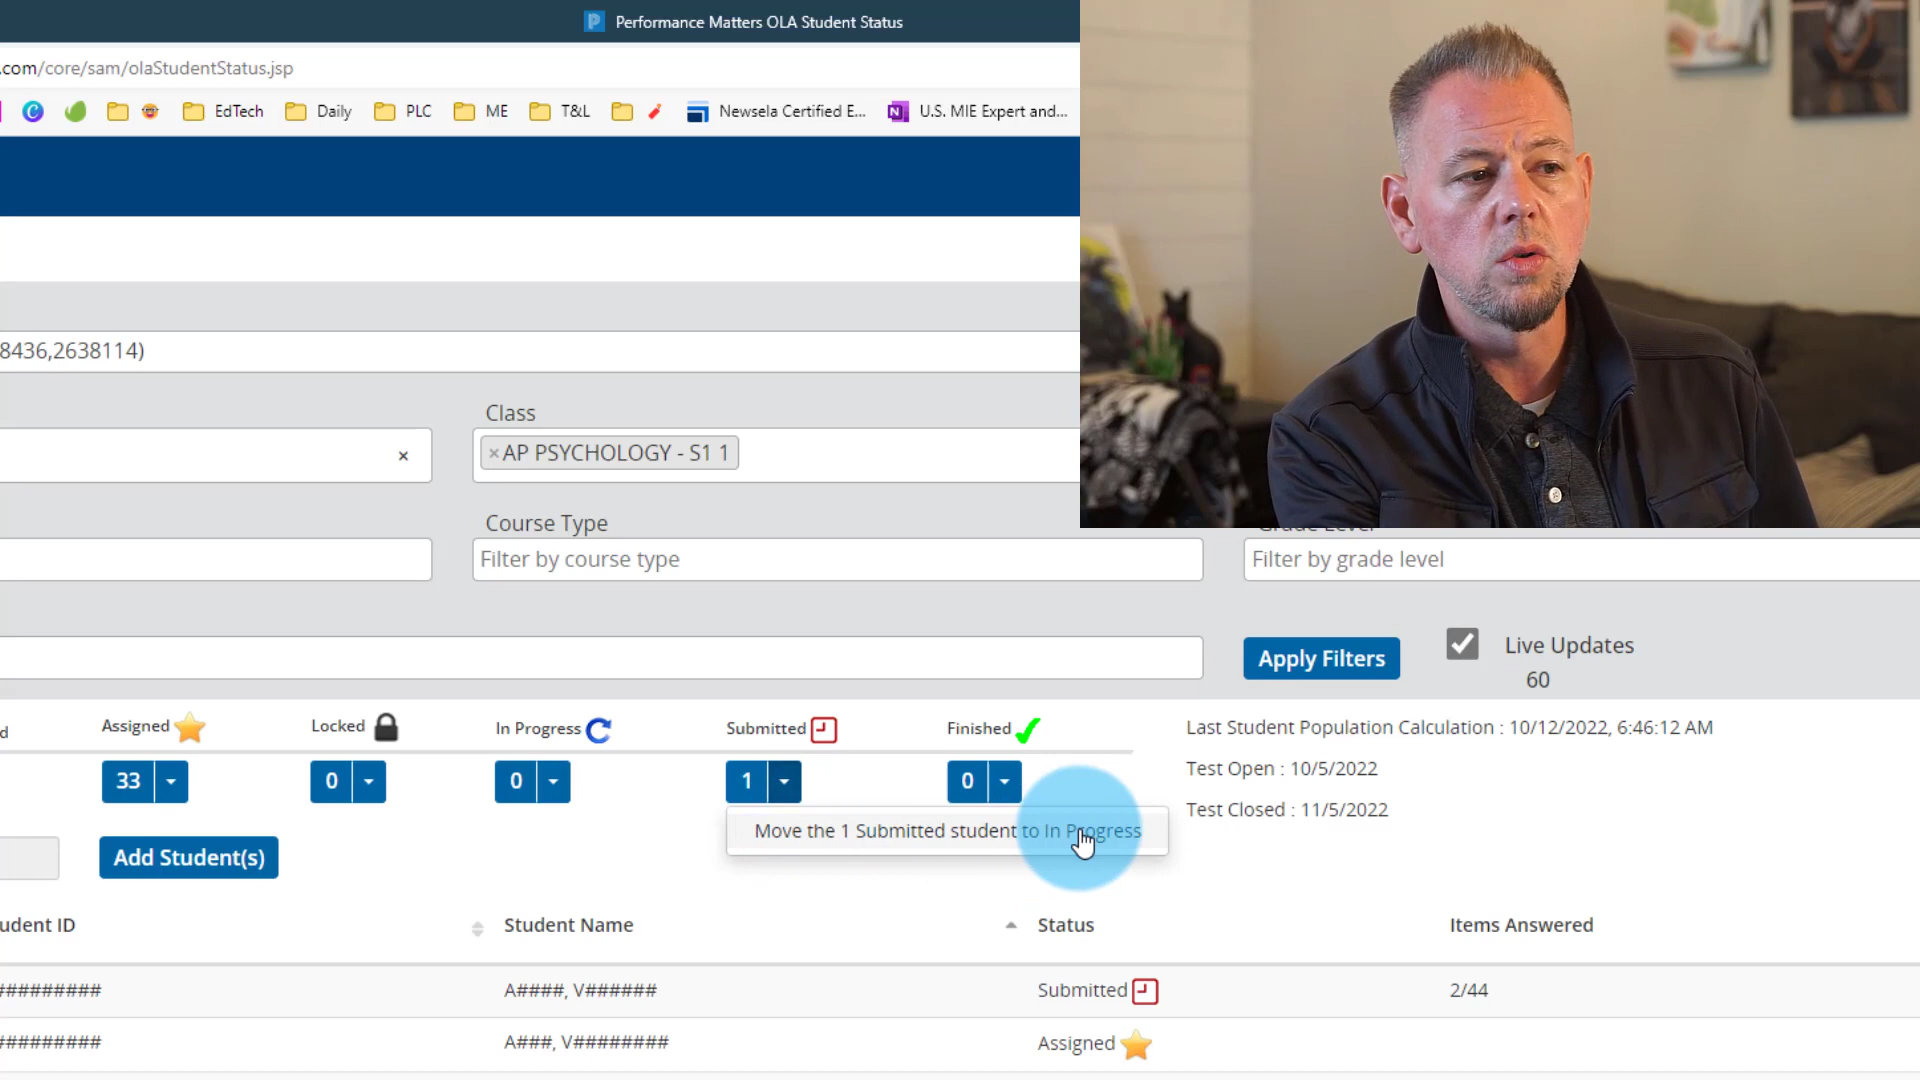 Performance Matters OLA Student Status
.com/core/sam/olaStudentStatus.jsp
EdTech Daily PLC ME T&L Newsela Certified E... U.S. MIE Expert and...
8436,2638114)
Class
×AP PSYCHOLOGY - S1 1
Course Type
Grade Level
Filter by course type
Filter by grade level
Apply Filters
Live Updates
60
Assigned
Locked
In Progress
Submitted
Finished
33
0
0
1
0
Last Student Population Calculation : 10/12/2022, 6:46:12 AM
Test Open : 10/5/2022
Test Closed : 11/5/2022
Move the 1 Submitted student to In Progress
Add Student(s)
udent ID
Student Name
Status
Items Answered
##########
A####, V######
Submitted
2/44
##########
A###, V########
Assigned